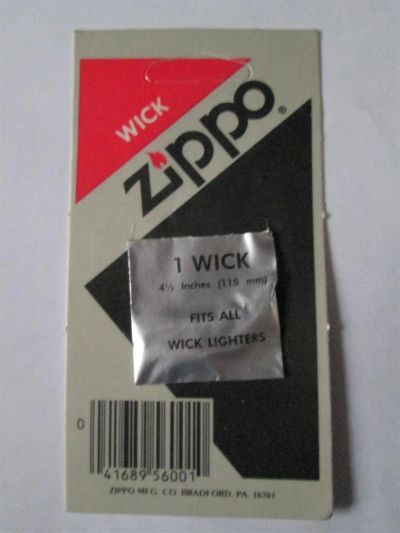 WICK
zippo®
1 WICK
4½ Inches (115 mm)
FITS ALL
WICK LIGHTERS
0
41689 56001
ZIPPO MFG. CO. BRADFORD, PA. 16701